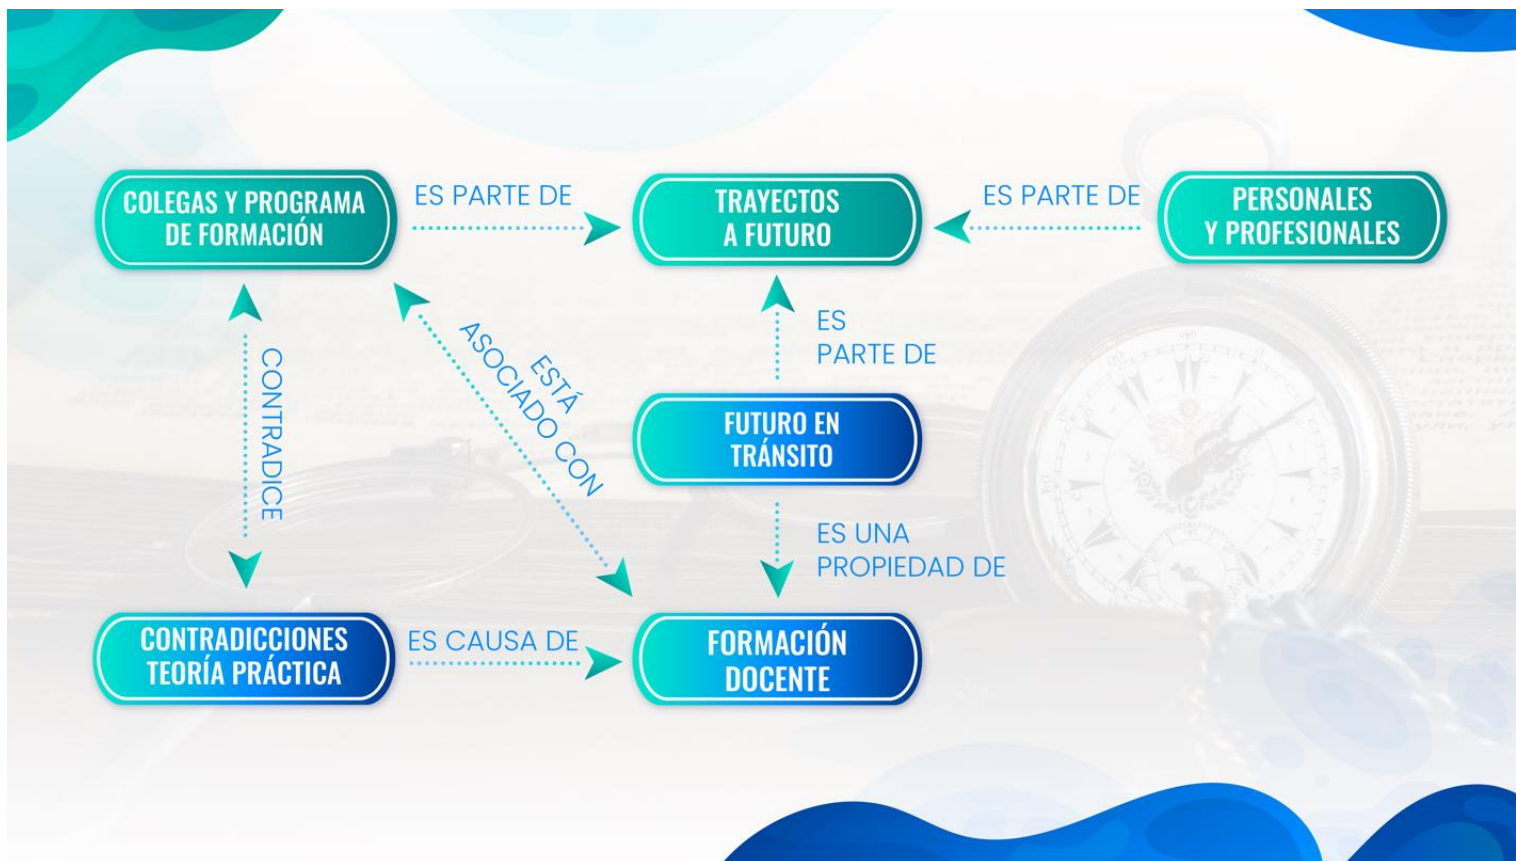 COLEGAS Y PROGRAMA
DE FORMACIÓN
ES PARTE DE
TRAYECTOS
A FUTURO
ES PARTE DE
PERSONALES
Y PROFESIONALES
CONTRADICE
ESTÁ
ASOCIADO CON
ES
PARTE DE
FUTURO EN
TRÁNSITO
ES UNA
PROPIEDAD DE
CONTRADICCIONES
TEORÍA PRÁCTICA
ES CAUSA DE
FORMACIÓN
DOCENTE